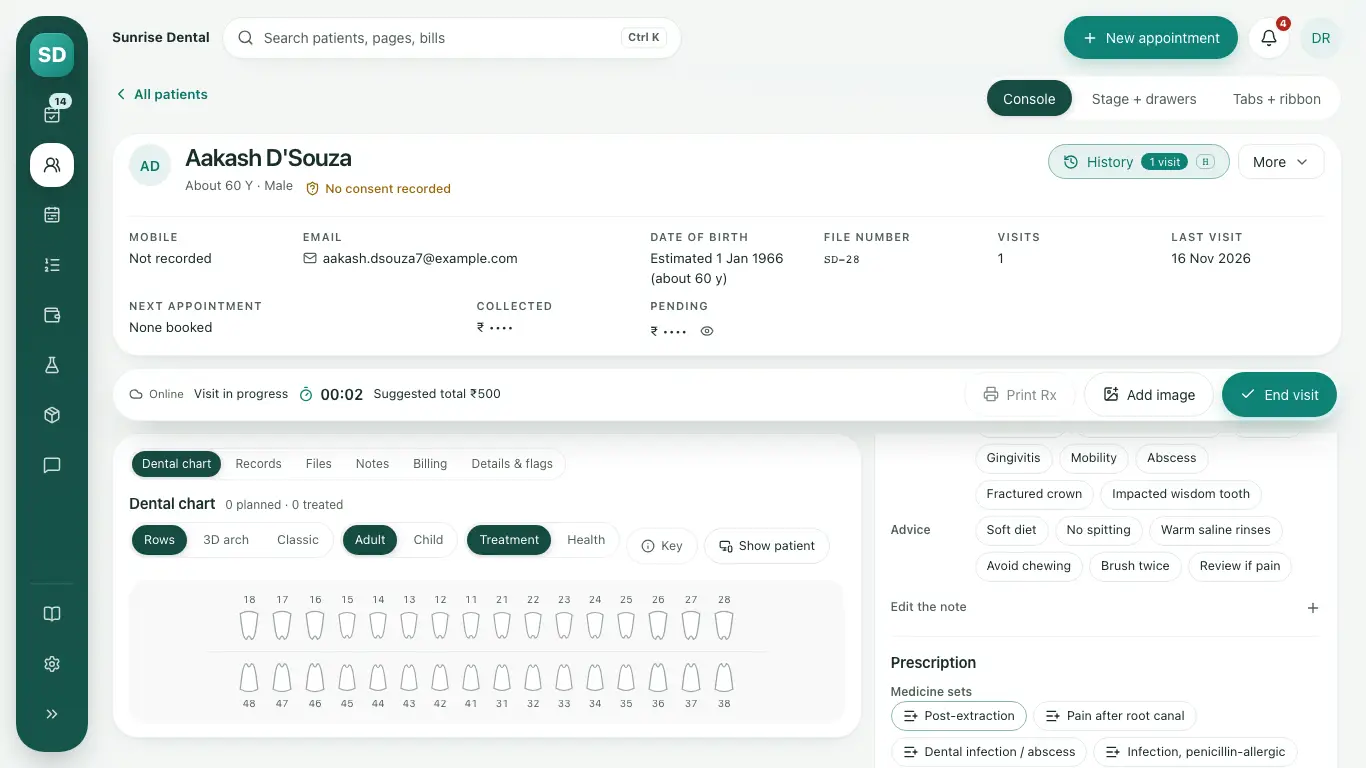 SD
Sunrise Dental
Search patients, pages, bills
Ctrl K
New appointment
4
DR
14
All patients
Console
Stage + drawers
Tabs + ribbon
AD
Aakash D'Souza
About 60 Y · Male
No consent recorded
History
1 visit
H
More
MOBILE
Not recorded
EMAIL
aakash.dsouza7@example.com
DATE OF BIRTH
Estimated 1 Jan 1966
(about 60 y)
FILE NUMBER
SD-28
VISITS
1
LAST VISIT
16 Nov 2026
NEXT APPOINTMENT
None booked
COLLECTED
₹ ••••
PENDING
₹ ••••
Online
Visit in progress
00:02
Suggested total ₹500
Print Rx
Add image
End visit
Dental chart
Records
Files
Notes
Billing
Details & flags
Dental chart
0 planned · 0 treated
Rows
3D arch
Classic
Adult
Child
Treatment
Health
Key
Show patient
18 17 16 15 14 13 12 11 21 22 23 24 25 26 27 28
48 47 46 45 44 43 42 41 31 32 33 34 35 36 37 38
Gingivitis
Mobility
Abscess
Fractured crown
Impacted wisdom tooth
Advice
Soft diet
No spitting
Warm saline rinses
Avoid chewing
Brush twice
Review if pain
Edit the note
Prescription
Medicine sets
Post-extraction
Pain after root canal
Dental infection / abscess
Infection, penicillin-allergic